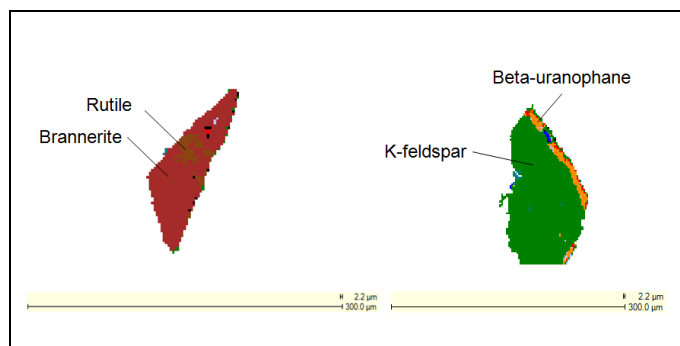 Rutile
Brannerite
Beta-uranophane
K-feldspar
2.2 µm
300.0 µm
2.2 µm
300.0 µm